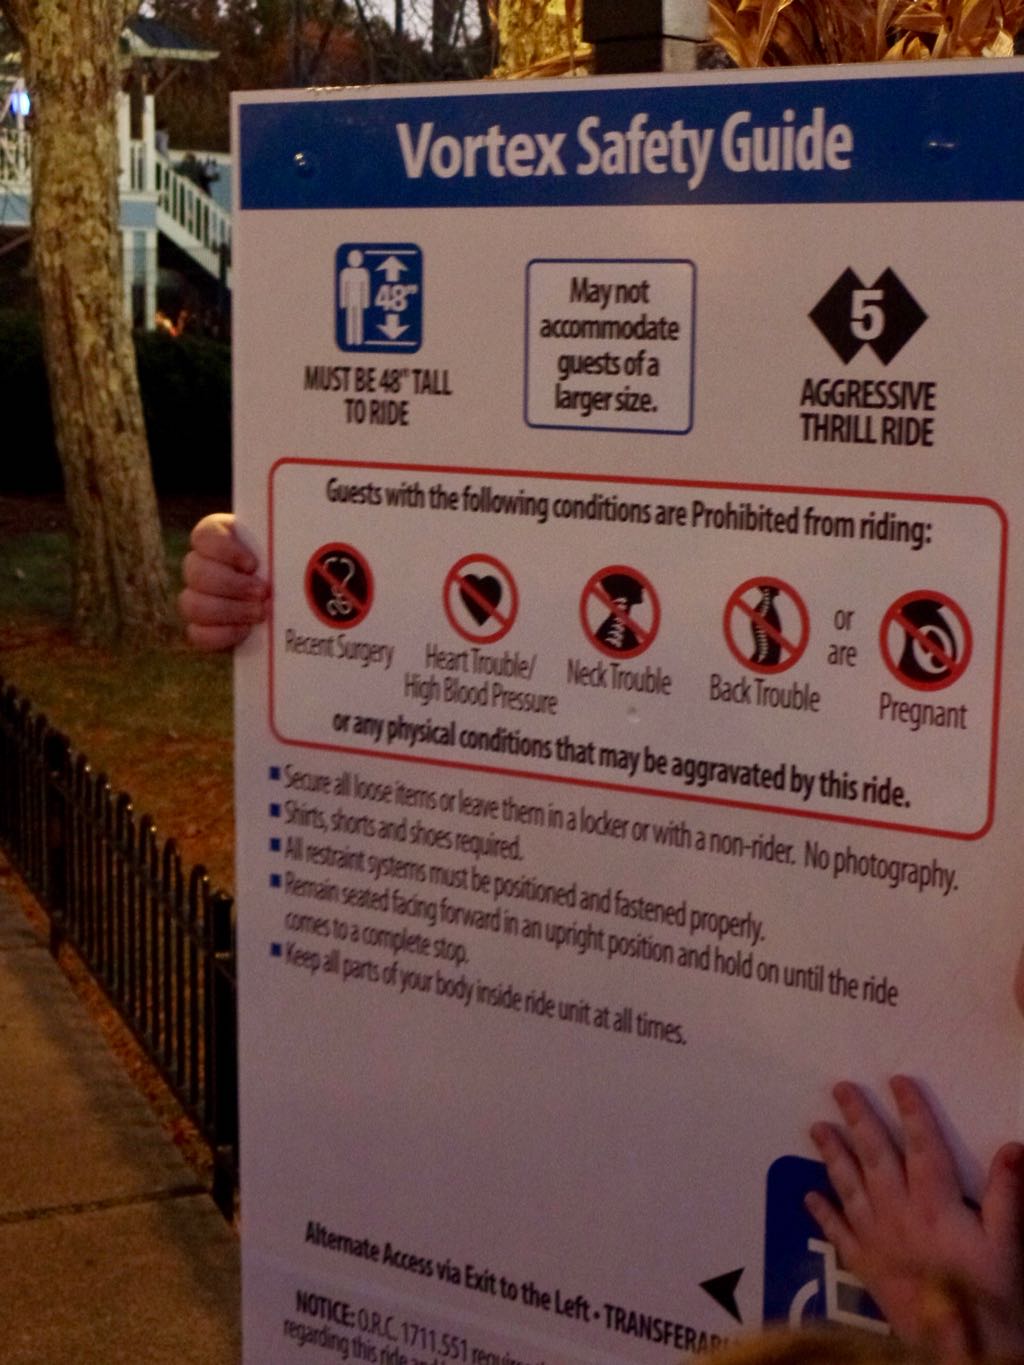 Vortex Safety Guide
48"
MUST BE 48" TALL
TO RIDE
May not
accommodate
guests of a
larger size.
5
AGGRESSIVE
THRILL RIDE
Guests with the following conditions are Prohibited from riding:
Recent Surgery
Heart Trouble/
High Blood Pressure
Neck Trouble
Back Trouble
or
are
Pregnant
or any physical conditions that may be aggravated by this ride.
Secure all loose items or leave them in a locker or with a non-rider. No photography.
Shirts, shorts and shoes required.
All restraint systems must be positioned and fastened properly.
Remain seated facing forward in an upright position and hold on until the ride
comes to a complete stop.
Keep all parts of your body inside ride unit at all times.
Alternate Access via Exit to the Left • TRANSFERAB
NOTICE: O.R.C. 1711.551
regarding this ride and